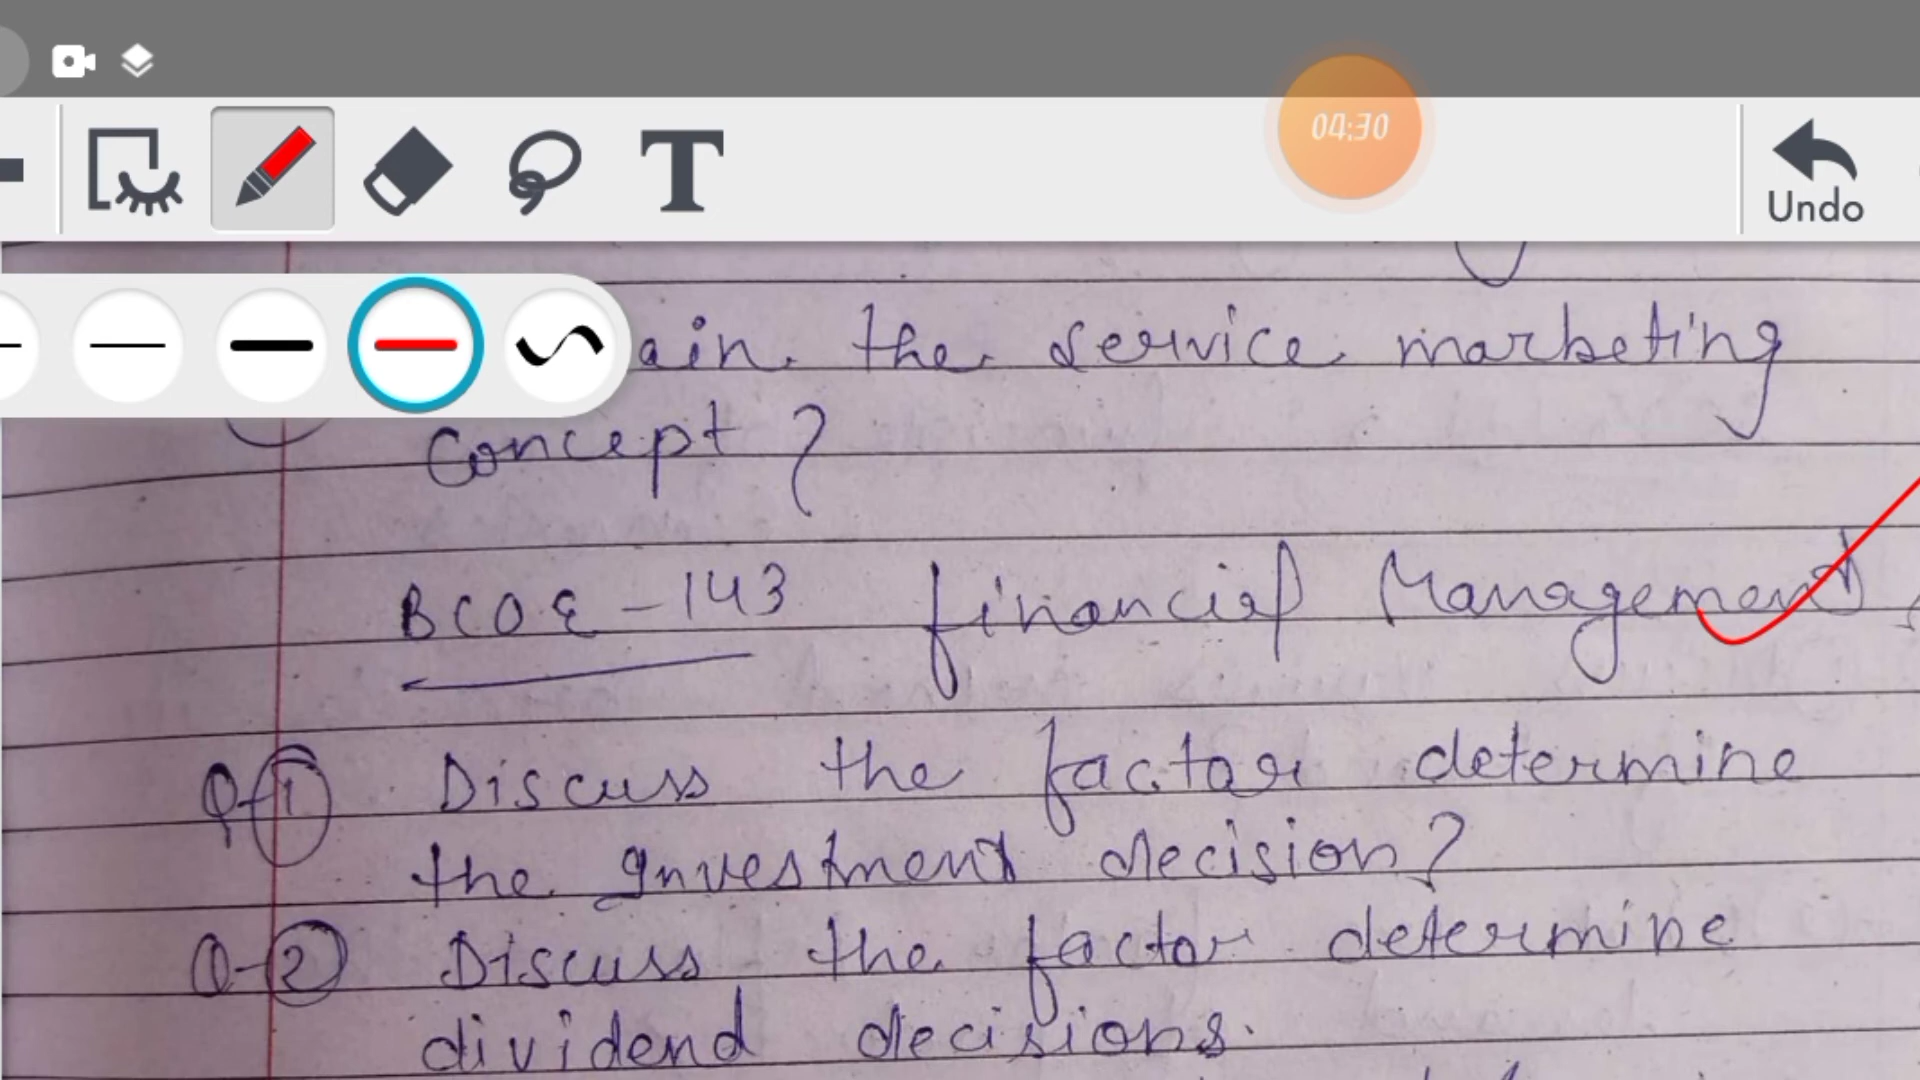 04:30
Undo
ain the service marketing
concept ?
BCOE - 143 financial Management
Q-1 Discuss the factor determine
the investment decision?
Q-2 Discuss the factor determine
dividend decisions.